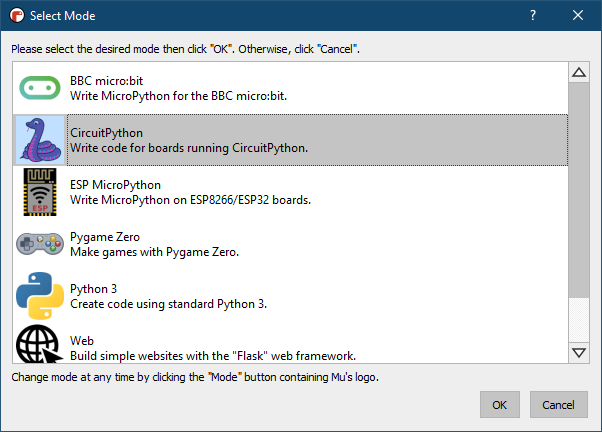 Select Mode
Please select the desired mode then click "OK". Otherwise, click "Cancel".
BBC micro:bit
Write MicroPython for the BBC micro:bit.
CircuitPython
Write code for boards running CircuitPython.
ESP MicroPython
Write MicroPython on ESP8266/ESP32 boards.
ESP
Pygame Zero
Make games with Pygame Zero.
Python 3
Create code using standard Python 3.
Web
Build simple websites with the "Flask" web framework.
Change mode at any time by clicking the "Mode" button containing Mu's logo.
OK
Cancel